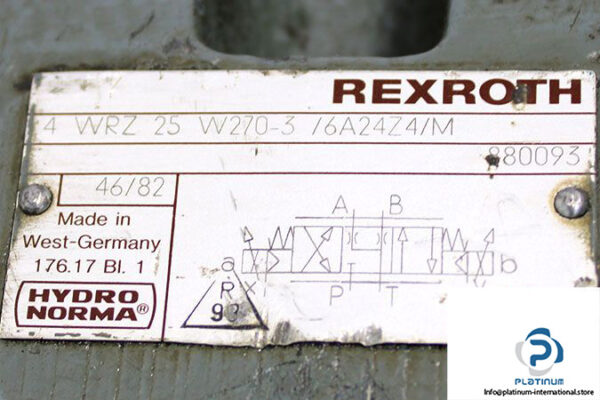 REXROTH
4 WRZ 25 W270-3 /6A24Z4/M
880093
46/82
Made in
West-Germany
176.17 Bl. 1
HYDRO
NORMA®
A B
a b
X
P T
R
PLATINUM
info@platinum-international.store